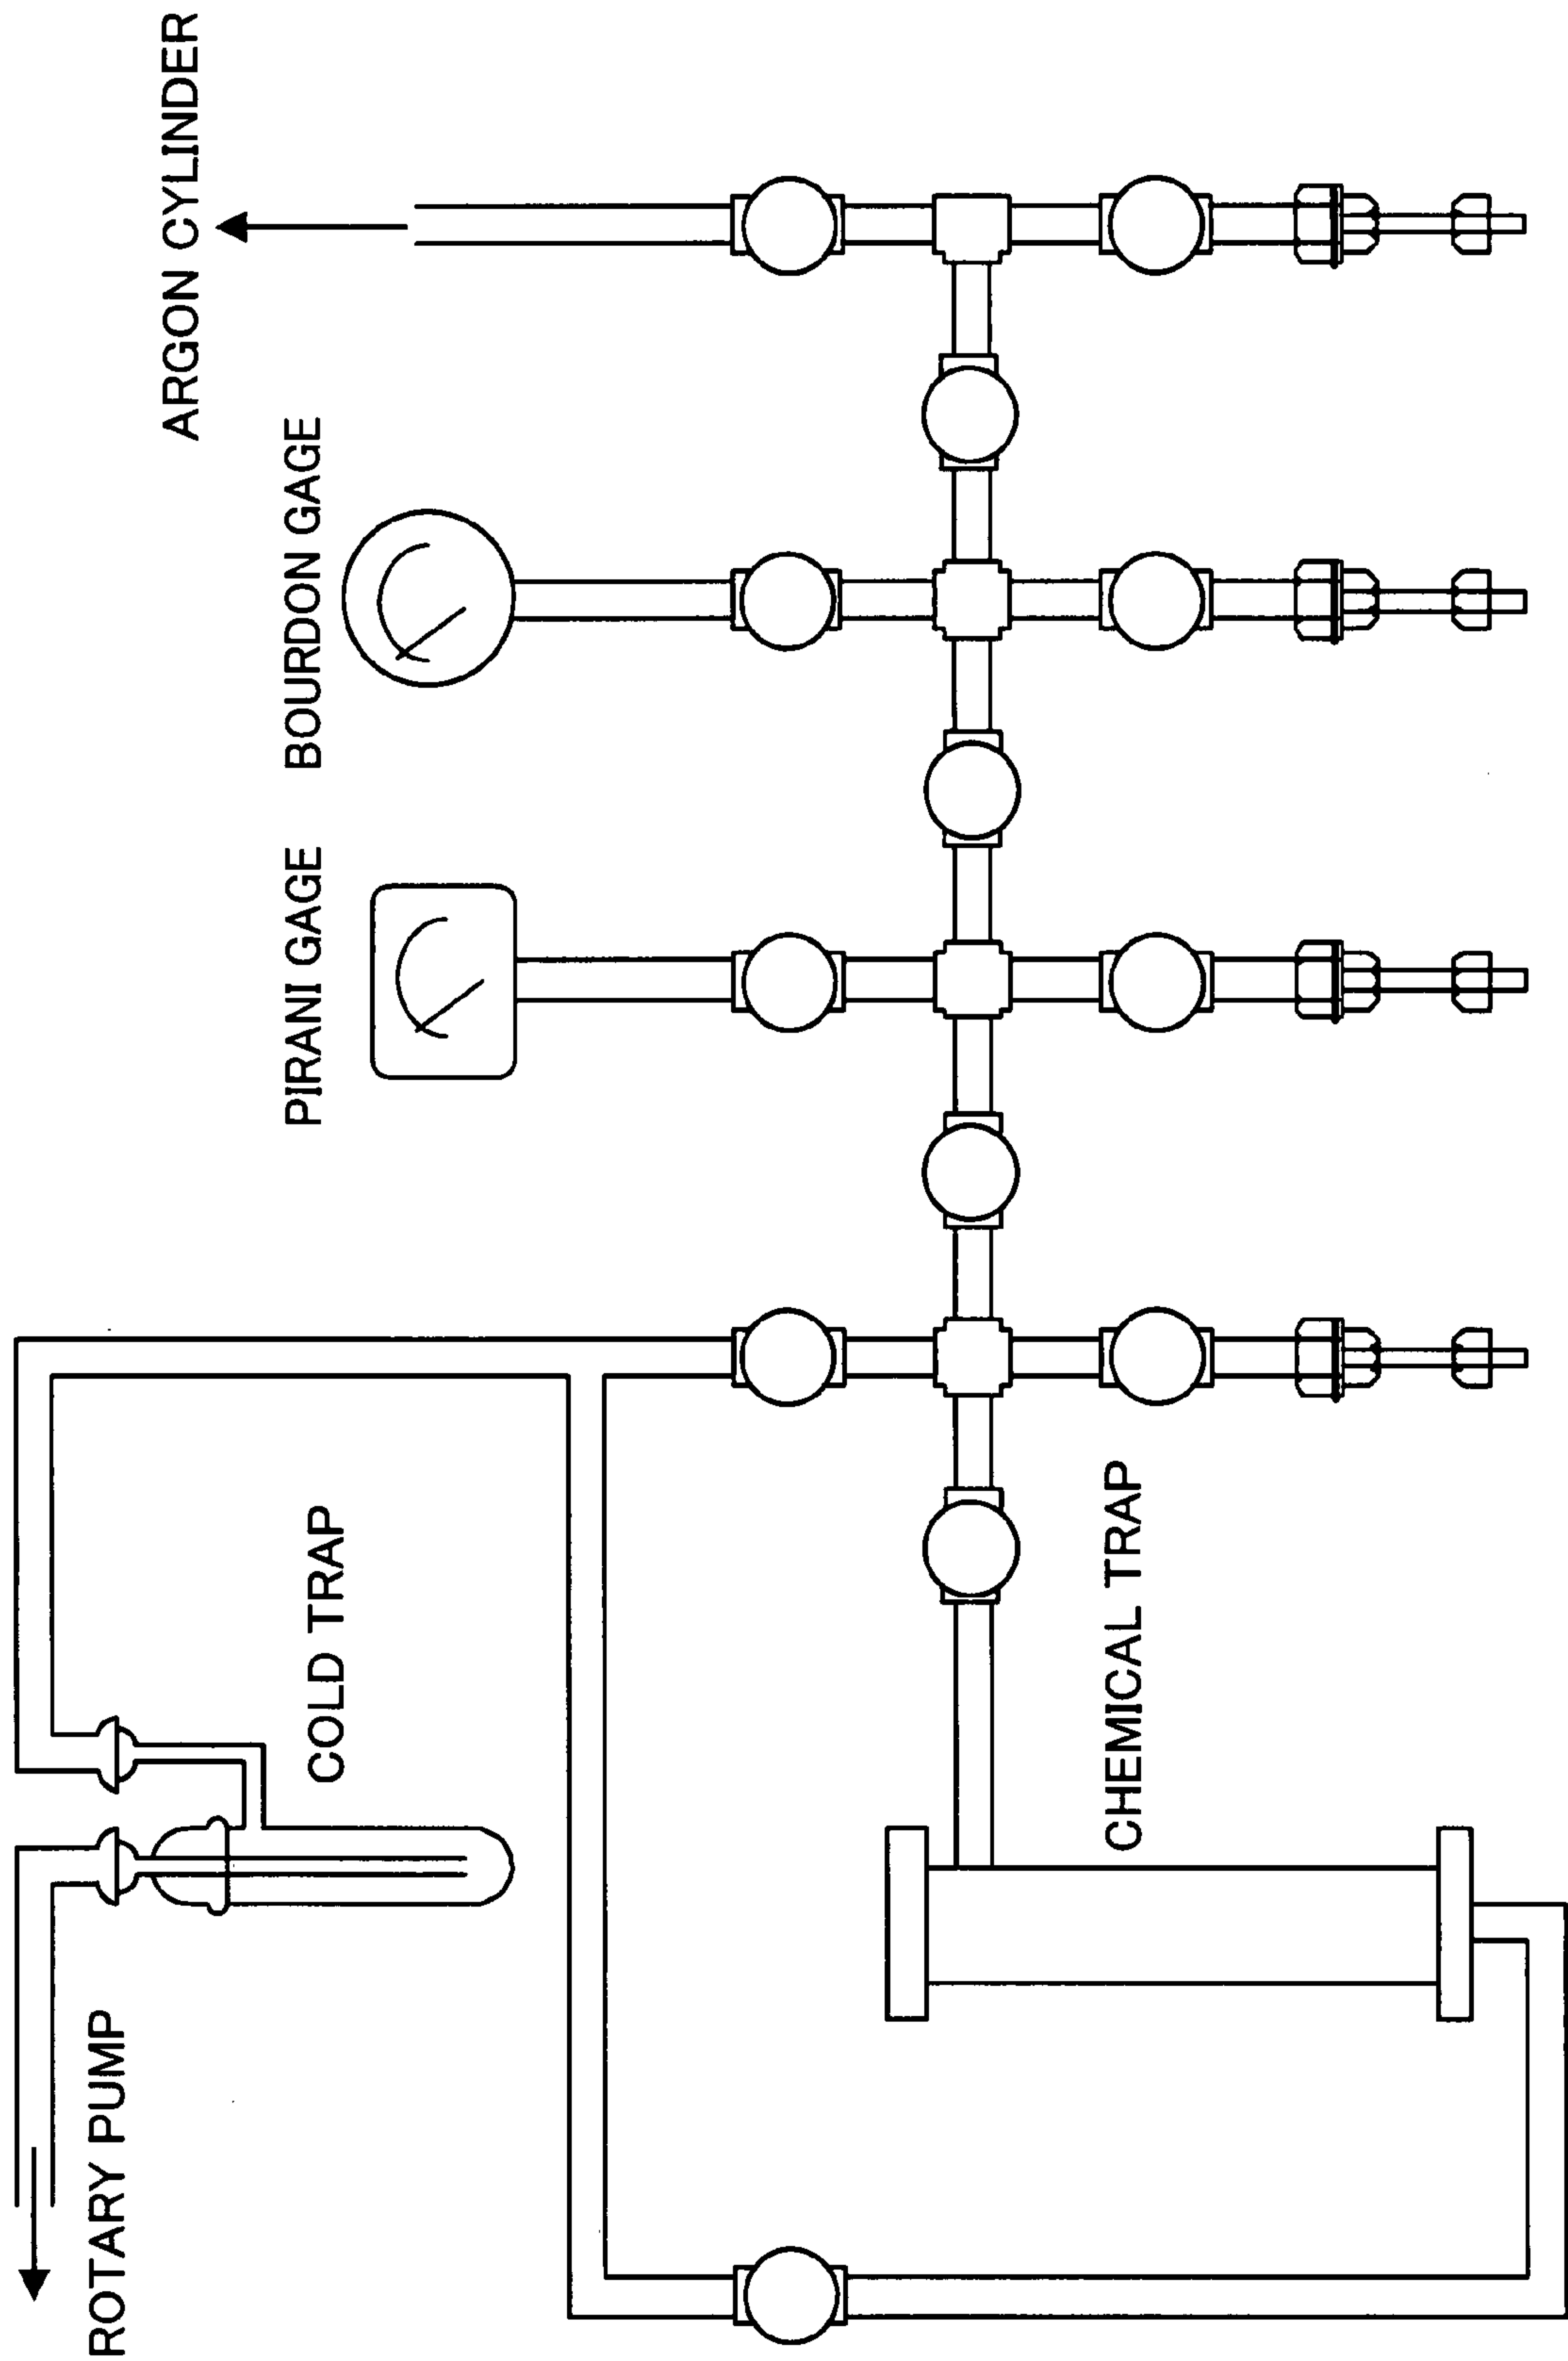 ROTARY PUMP
COLD TRAP
CHEMICAL TRAP
PIRANI GAGE
BOURDON GAGE
ARGON CYLINDER